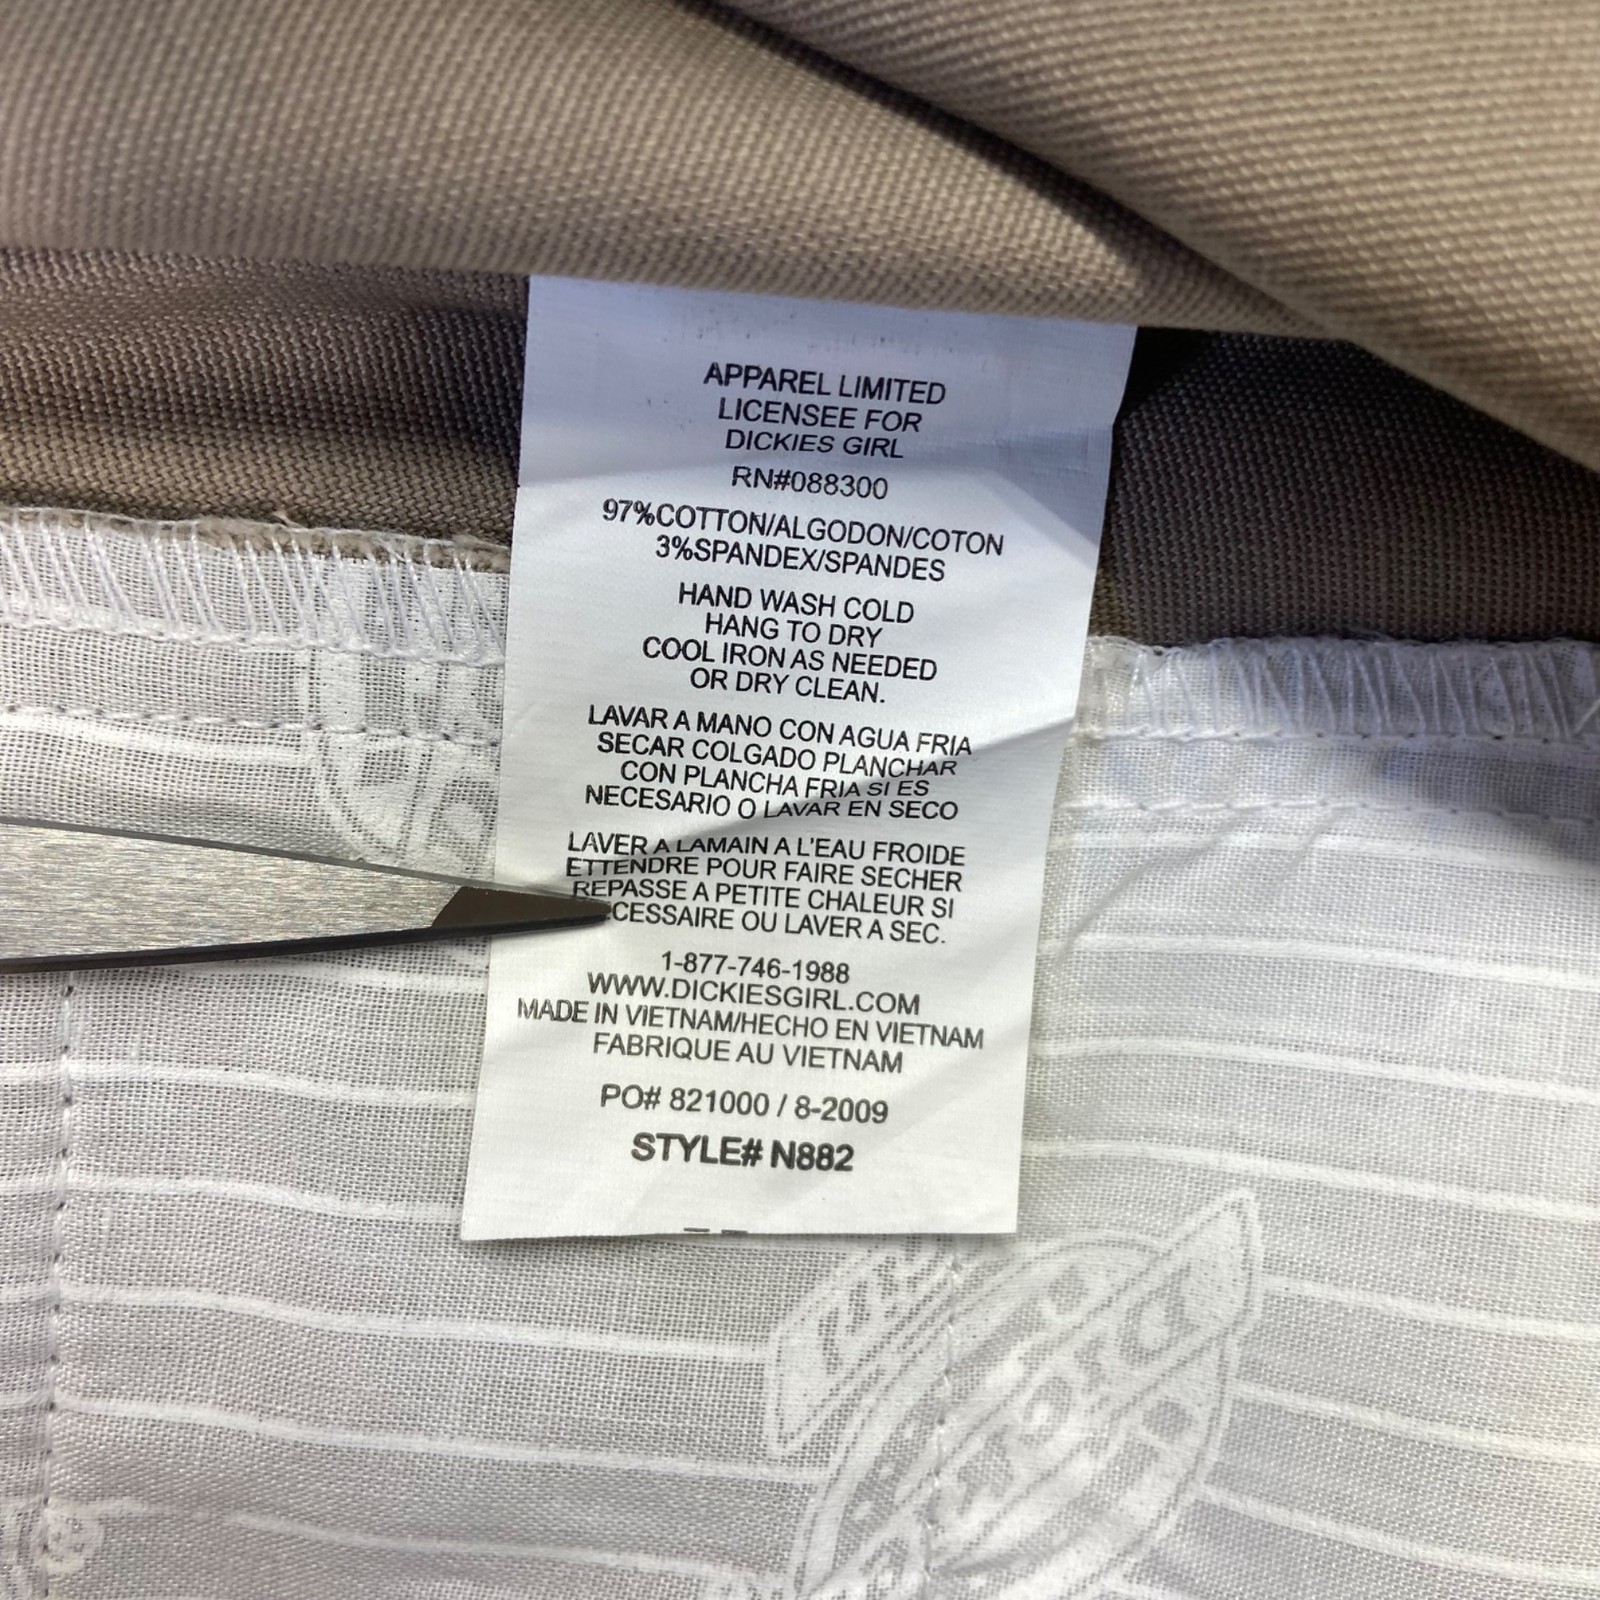 APPAREL LIMITED
LICENSEE FOR
DICKIES GIRL
RN#088300
97%COTTON/ALGODON/COTON
3%SPANDEX/SPANDES
HAND WASH COLD
HANG TO DRY
COOL IRON AS NEEDED
OR DRY CLEAN.
LAVAR A MANO CON AGUA FRIA
SECAR COLGADO PLANCHAR
CON PLANCHA FRIA SI ES
NECESARIO O LAVAR EN SECO
LAVER A LAMAIN A L'EAU FROIDE
ETTENDRE POUR FAIRE SECHER
REPASSE A PETITE CHALEUR SI
CESSAIRE OU LAVER A SEC.
1-877-746-1988
WWW.DICKIESGIRL.COM
MADE IN VIETNAM/HECHO EN VIETNAM
FABRIQUE AU VIETNAM
PO# 821000 / 8-2009
STYLE# N882
Dickies